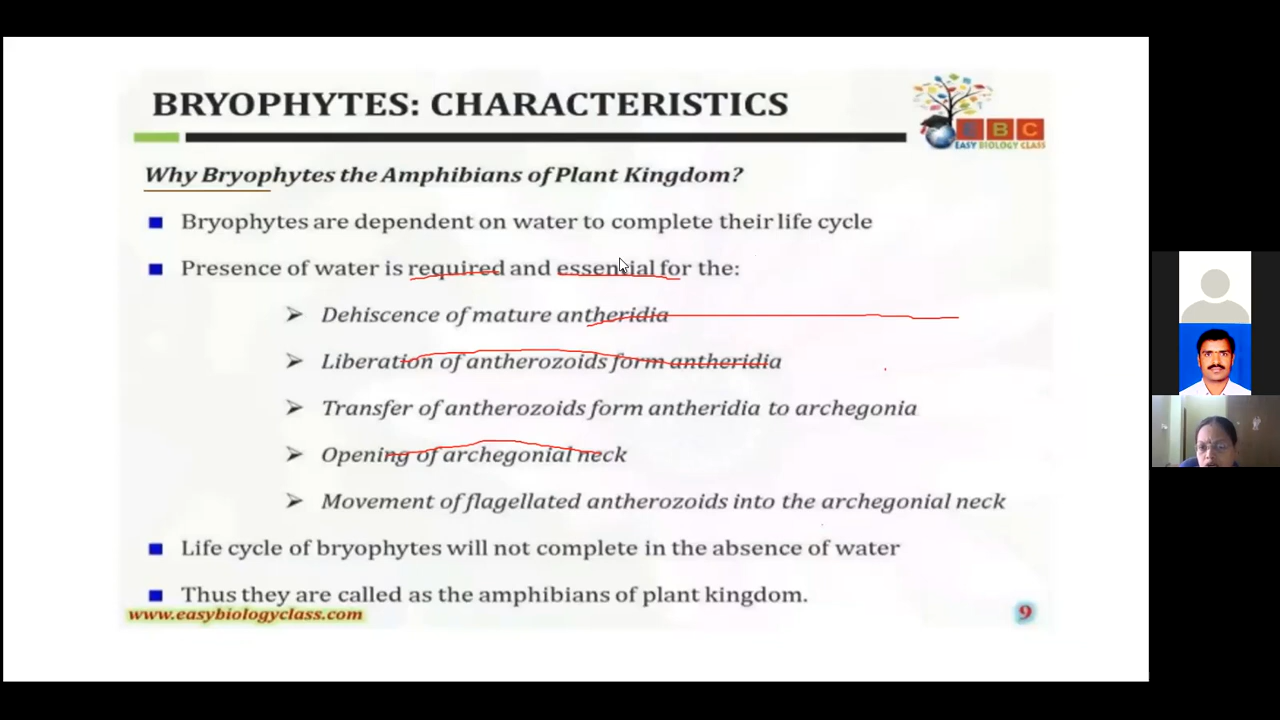 BRYOPHYTES: CHARACTERISTICS
E B C
EASY BIOLOGY CLASS
Why Bryophytes the Amphibians of Plant Kingdom?
Bryophytes are dependent on water to complete their life cycle
Presence of water is required and essential for the:
Dehiscence of mature antheridia
Liberation of antherozoids form antheridia
Transfer of antherozoids form antheridia to archegonia
Opening of archegonial neck
Movement of flagellated antherozoids into the archegonial neck
Life cycle of bryophytes will not complete in the absence of water
Thus they are called as the amphibians of plant kingdom.
www.easybiologyclass.com
9